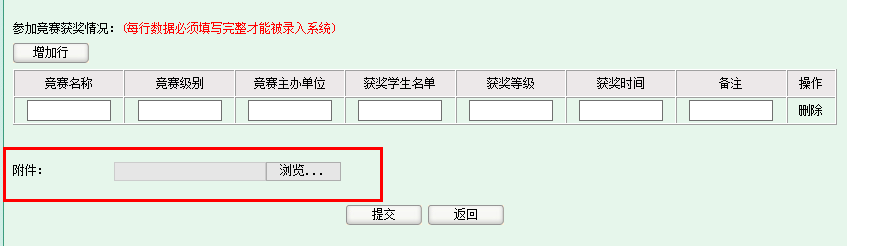 参加竞赛获奖情况：(每行数据必须填写完整才能被录入系统)
增加行
竞赛名称 竞赛级别 竞赛主办单位 获奖学生名单 获奖等级 获奖时间 备注 操作
删除
附件： 浏览...
提交 返回